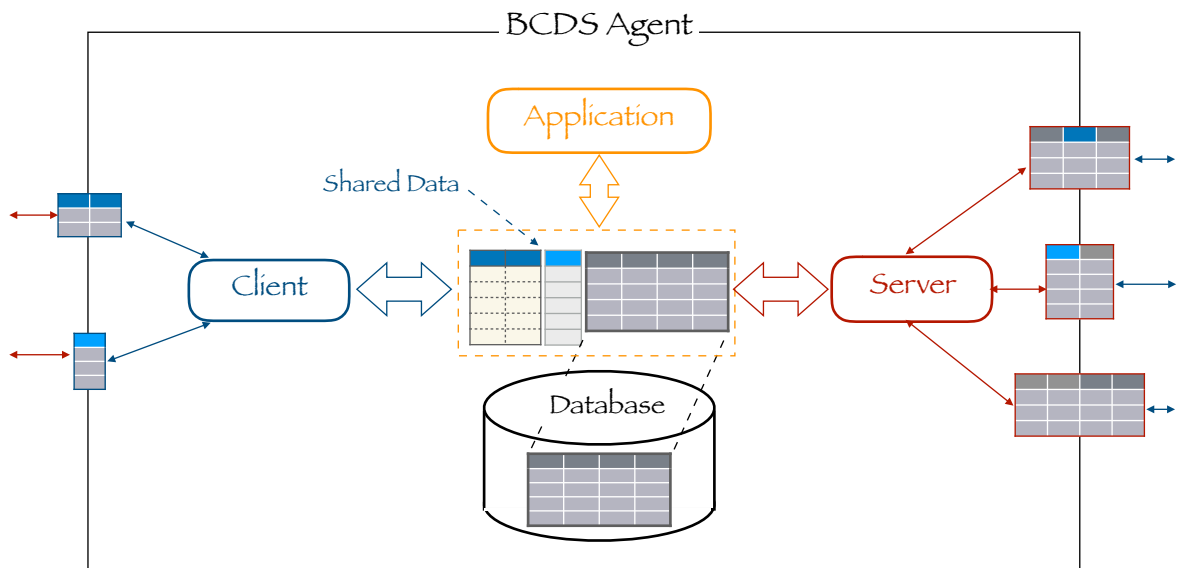 BCDS Agent
Application
Shared Data
Client
Server
Database